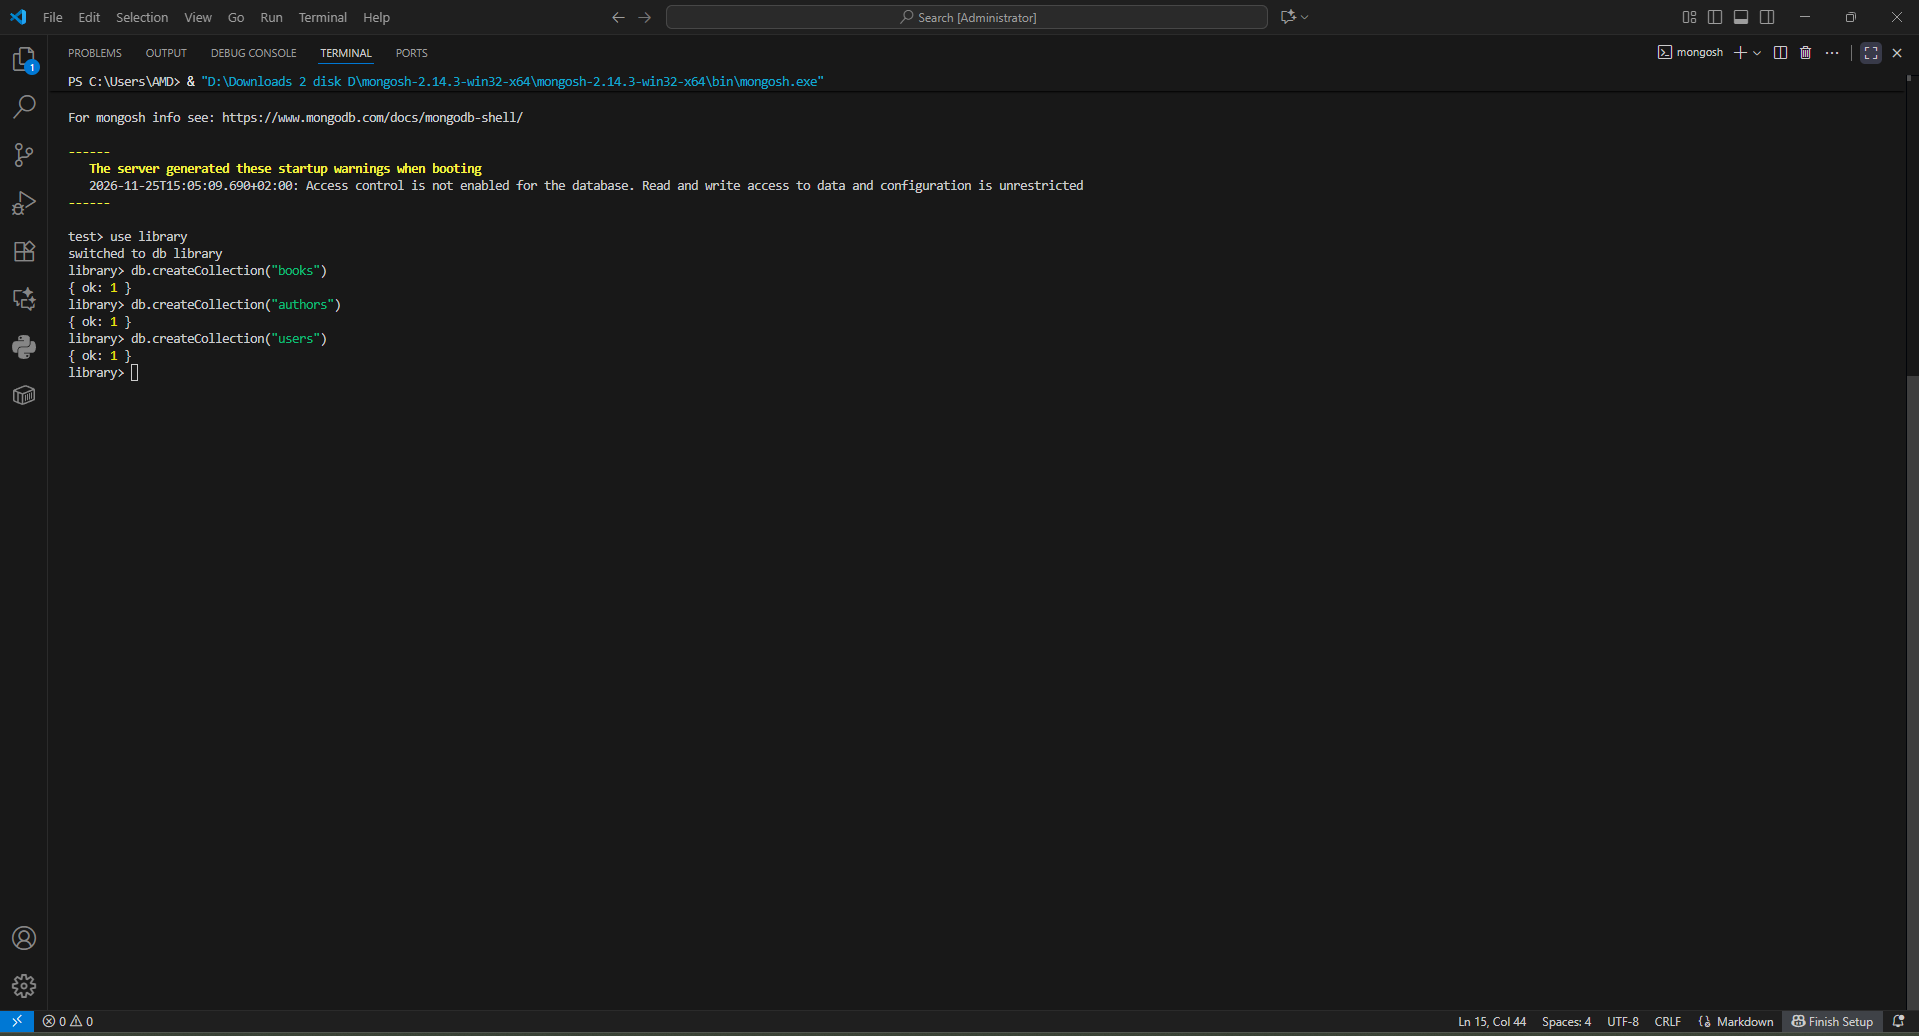 File Edit Selection View Go Run Terminal Help
Search [Administrator]
PROBLEMS OUTPUT DEBUG CONSOLE TERMINAL PORTS
mongosh
PS C:\Users\AMD> & "D:\Downloads 2 disk D\mongosh-2.14.3-win32-x64\mongosh-2.14.3-win32-x64\bin\mongosh.exe"
For mongosh info see: https://www.mongodb.com/docs/mongodb-shell/
------
The server generated these startup warnings when booting
2026-11-25T15:05:09.690+02:00: Access control is not enabled for the database. Read and write access to data and configuration is unrestricted
------
test> use library
switched to db library
library> db.createCollection("books")
{ ok: 1 }
library> db.createCollection("authors")
{ ok: 1 }
library> db.createCollection("users")
{ ok: 1 }
library>
1
0 0
Ln 15, Col 44 Spaces: 4 UTF-8 CRLF Markdown Finish Setup